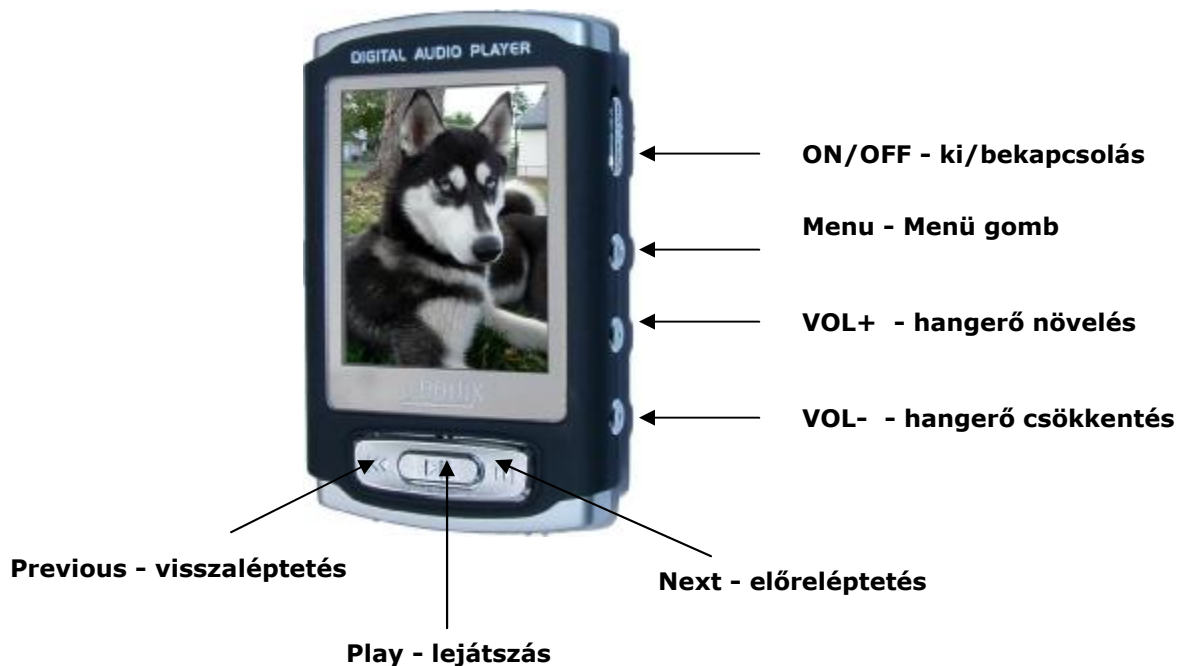 DIGITAL AUDIO PLAYER
ON/OFF - ki/bekapcsolás
Menu - Menü gomb
VOL+ - hangerő növelés
VOL- - hangerő csökkentés
Previous - visszaléptetés
Next - előreléptetés
Play - lejátszás